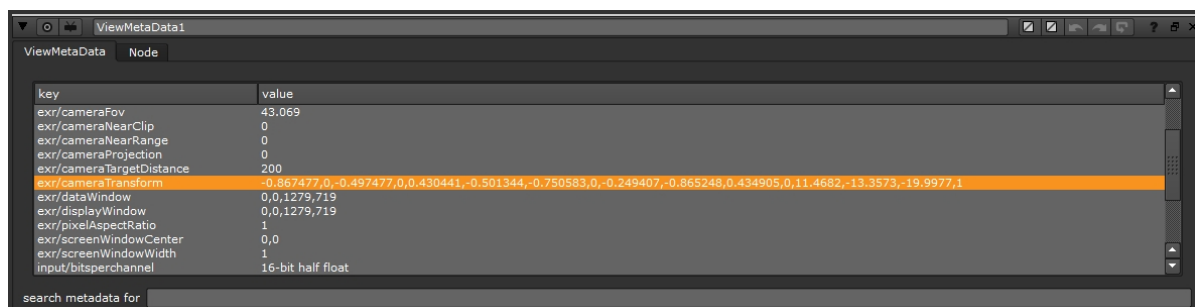 ViewMetaData1
?
ViewMetaData Node
key value
exr/cameraFov 43.069
exr/cameraNearClip 0
exr/cameraNearRange 0
exr/cameraProjection 0
exr/cameraTargetDistance 200
exr/cameraTransform -0.867477,0,-0.497477,0,0.430441,-0.501344,-0.750583,0,-0.249407,-0.865248,0.434905,0,11.4682,-13.3573,-19.9977,1
exr/dataWindow 0,0,1279,719
exr/displayWindow 0,0,1279,719
exr/pixelAspectRatio 1
exr/screenWindowCenter 0,0
exr/screenWindowWidth 1
input/bitsperchannel 16-bit half float
search metadata for